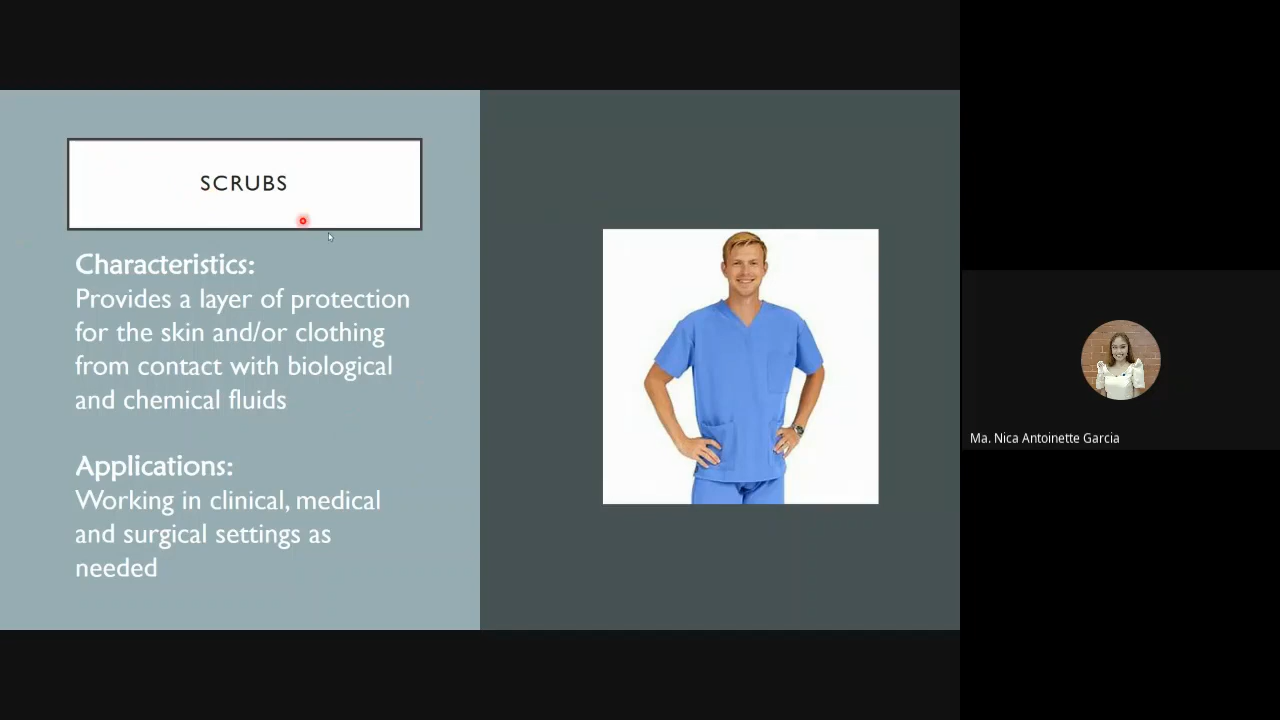 SCRUBS
Characteristics:
Provides a layer of protection
for the skin and/or clothing
from contact with biological
and chemical fluids
Applications:
Working in clinical, medical
and surgical settings as
needed
Ma. Nica Antoinette Garcia